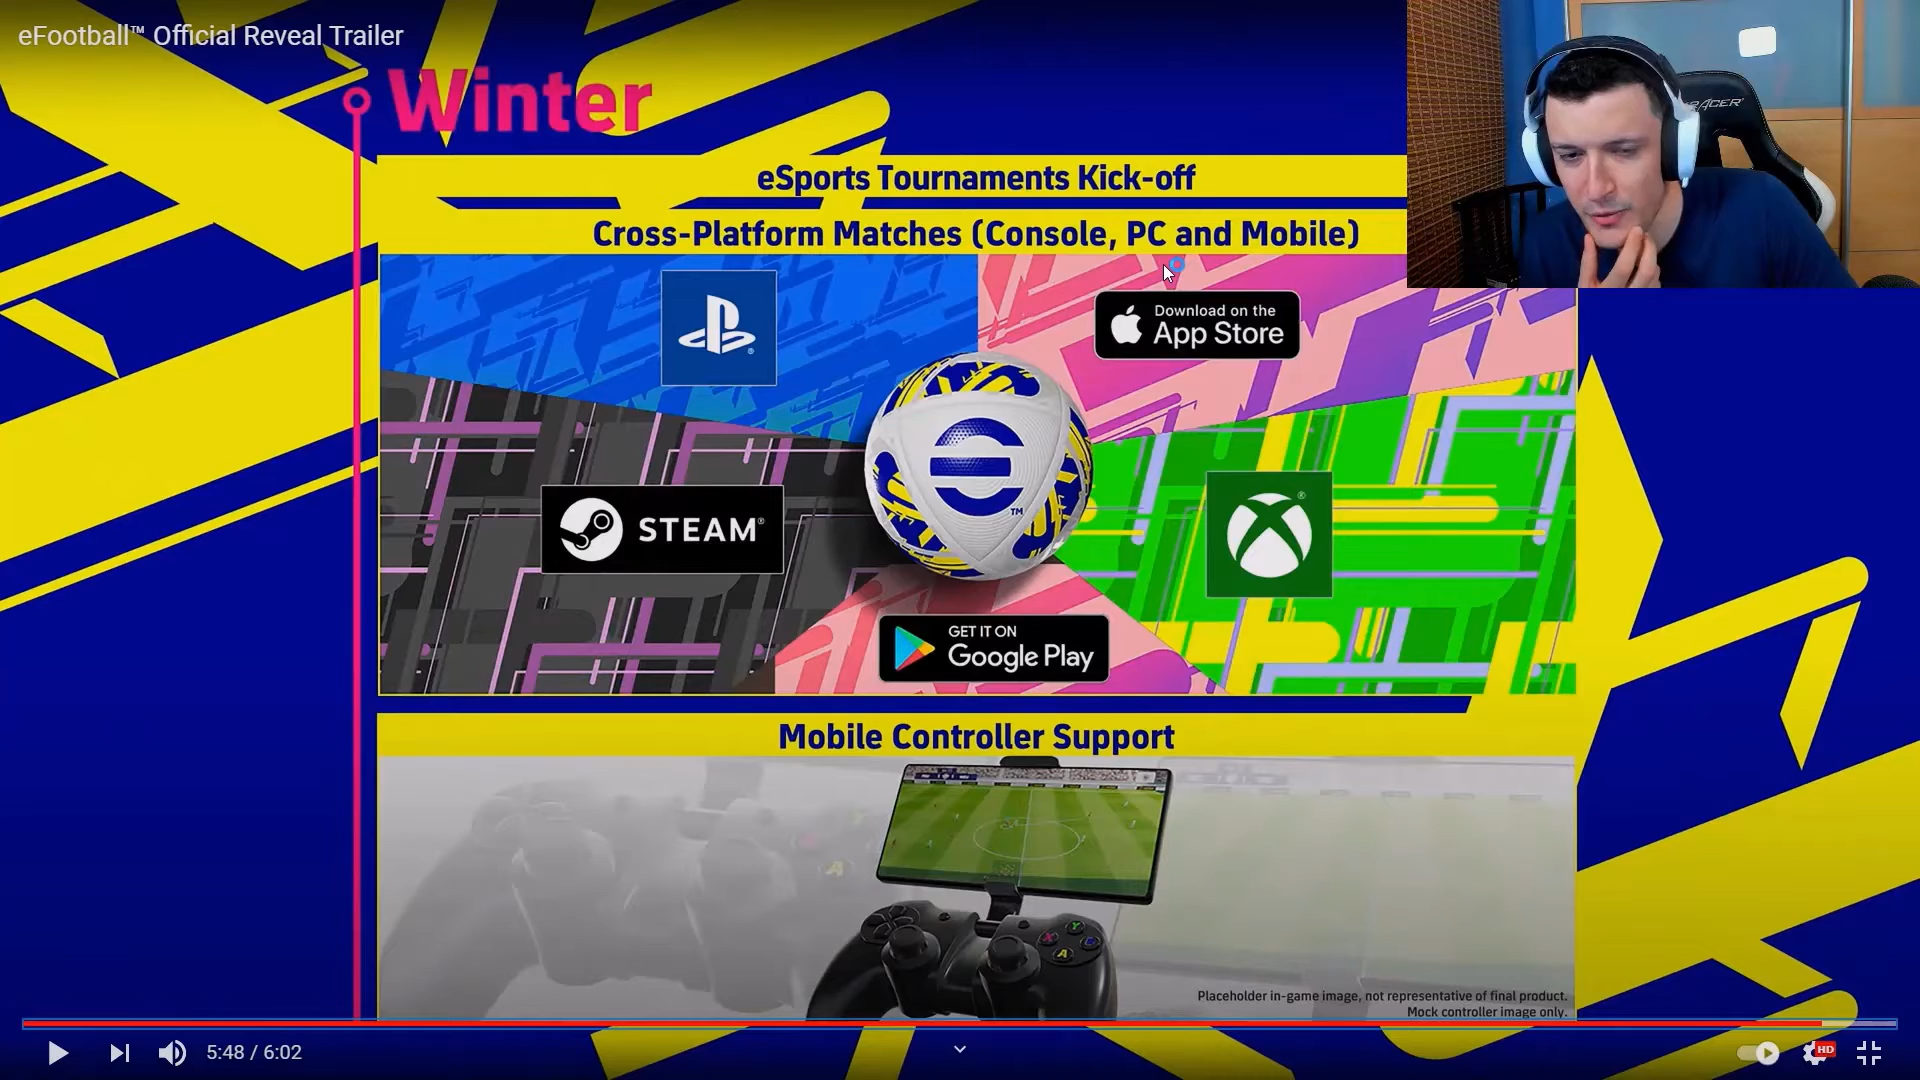 eFootball™ Official Reveal Trailer
Winter
eSports Tournaments Kick-off
Cross-Platform Matches (Console, PC and Mobile)
Download on the
App Store
STEAM®
GET IT ON
Google Play
Mobile Controller Support
X
Y
A
Placeholder in-game image, not representative of final product.
Mock controller image only.
5:48 / 6:02
HD